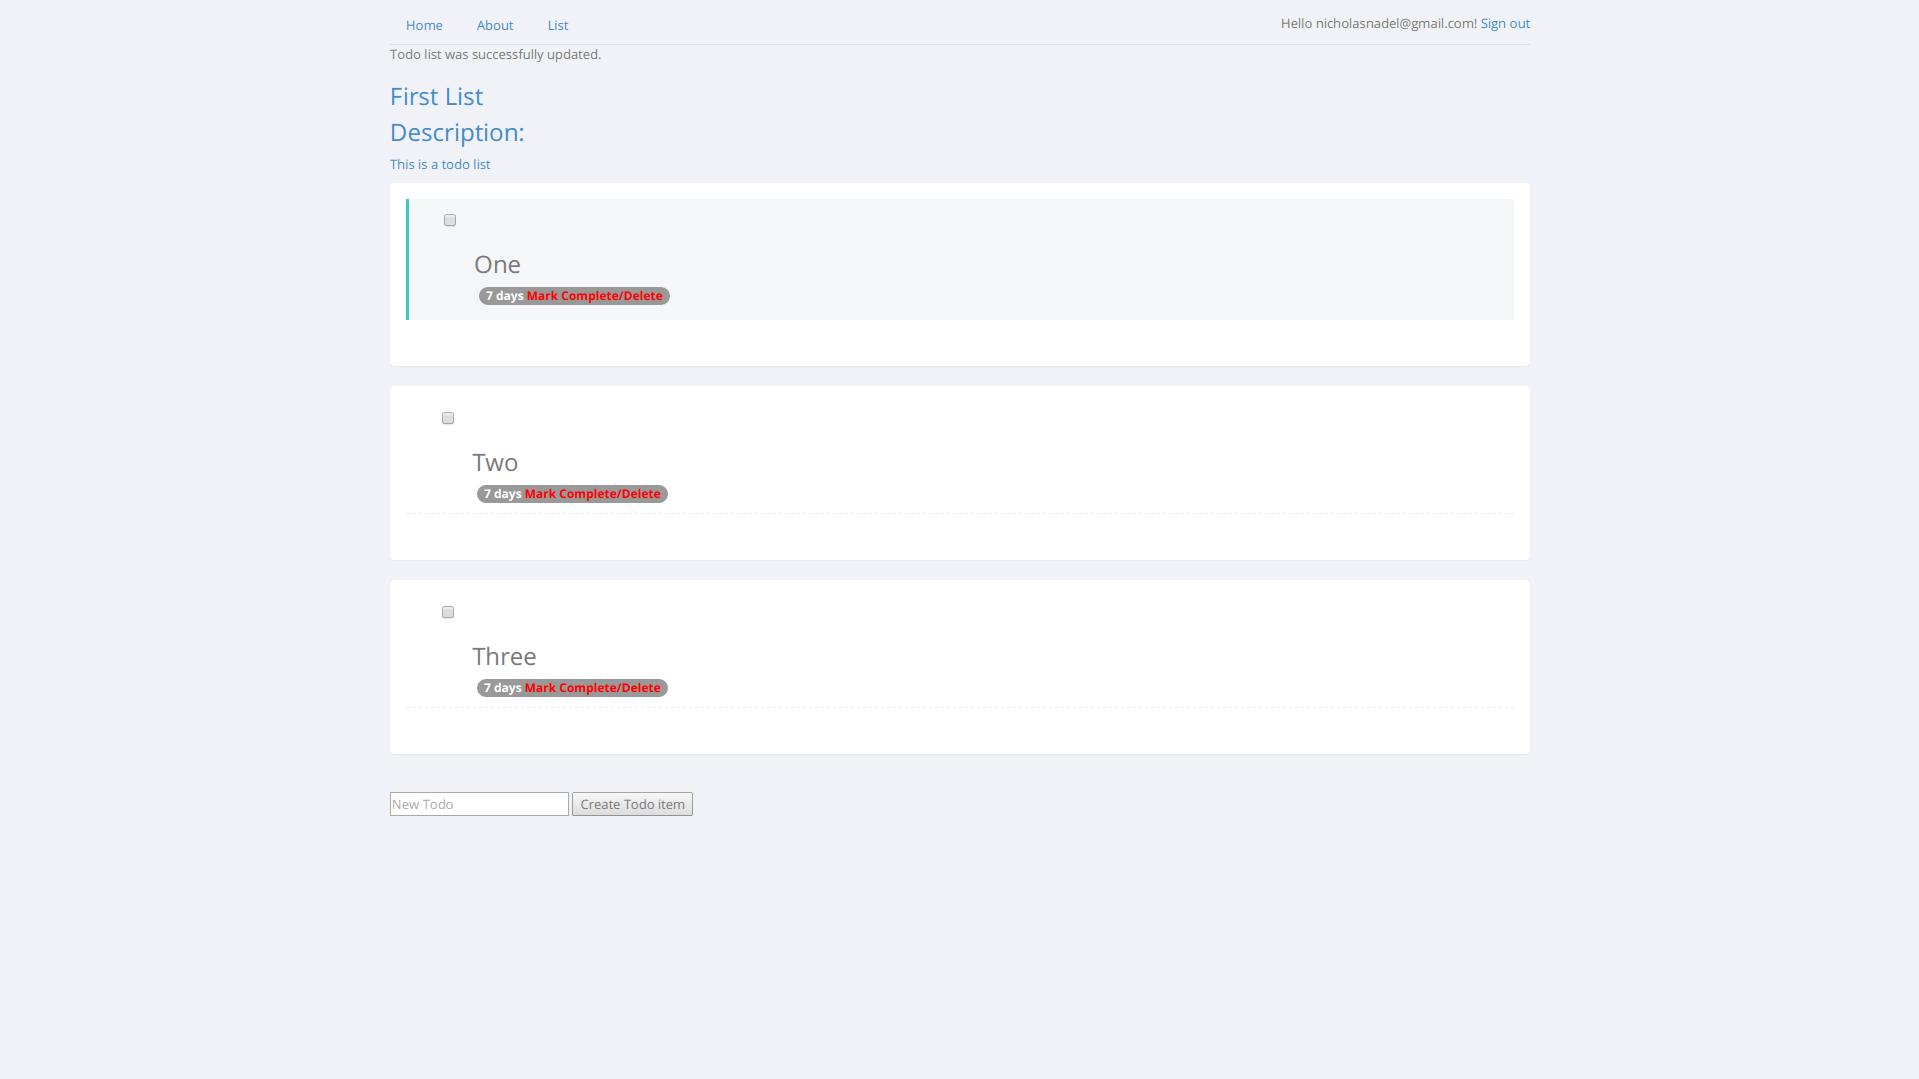 Home About List Hello nicholasnadel@gmail.com! Sign out
Todo list was successfully updated.
First List
Description:
This is a todo list
One
7 days Mark Complete/Delete
Two
7 days Mark Complete/Delete
Three
7 days Mark Complete/Delete
New Todo Create Todo item